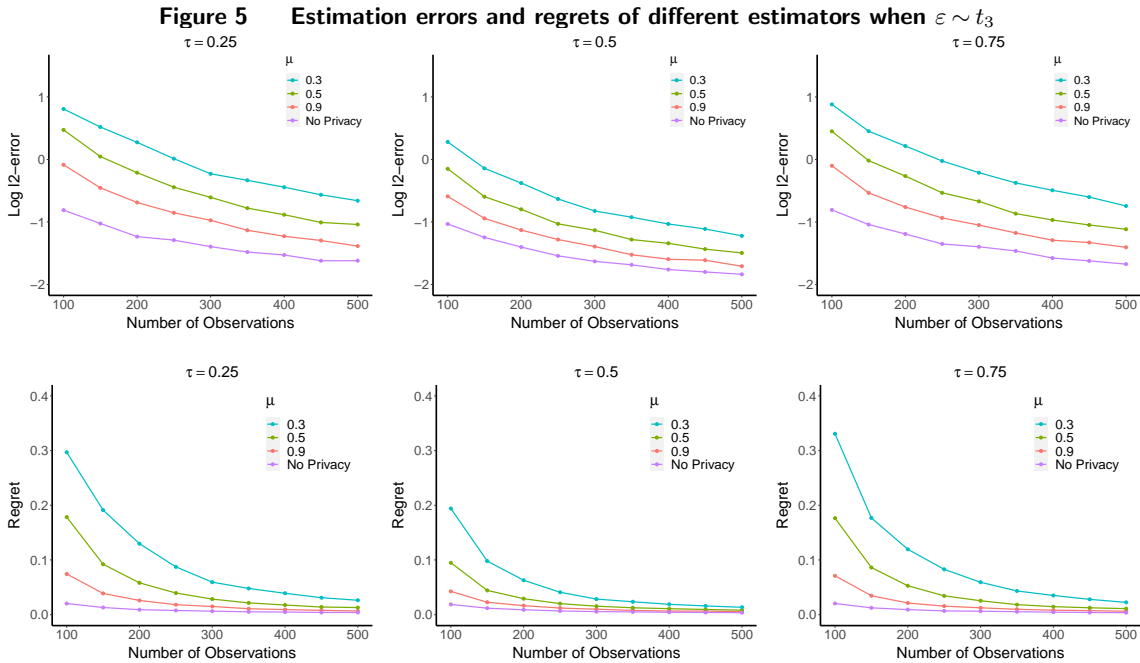 Figure 5 Estimation errors and regrets of different estimators when ε ∼ t₃
τ = 0.25
μ
0.3
0.5
0.9
No Privacy
1
0
−1
−2
Log l2−error
100
200
300
400
500
Number of Observations
τ = 0.5
μ
0.3
0.5
0.9
No Privacy
1
0
−1
−2
Log l2−error
100
200
300
400
500
Number of Observations
τ = 0.75
μ
0.3
0.5
0.9
No Privacy
1
0
−1
−2
Log l2−error
100
200
300
400
500
Number of Observations
τ = 0.25
μ
0.3
0.5
0.9
No Privacy
0.4
0.3
0.2
0.1
0.0
Regret
100
200
300
400
500
Number of Observations
τ = 0.5
μ
0.3
0.5
0.9
No Privacy
0.4
0.3
0.2
0.1
0.0
Regret
100
200
300
400
500
Number of Observations
τ = 0.75
μ
0.3
0.5
0.9
No Privacy
0.4
0.3
0.2
0.1
0.0
Regret
100
200
300
400
500
Number of Observations